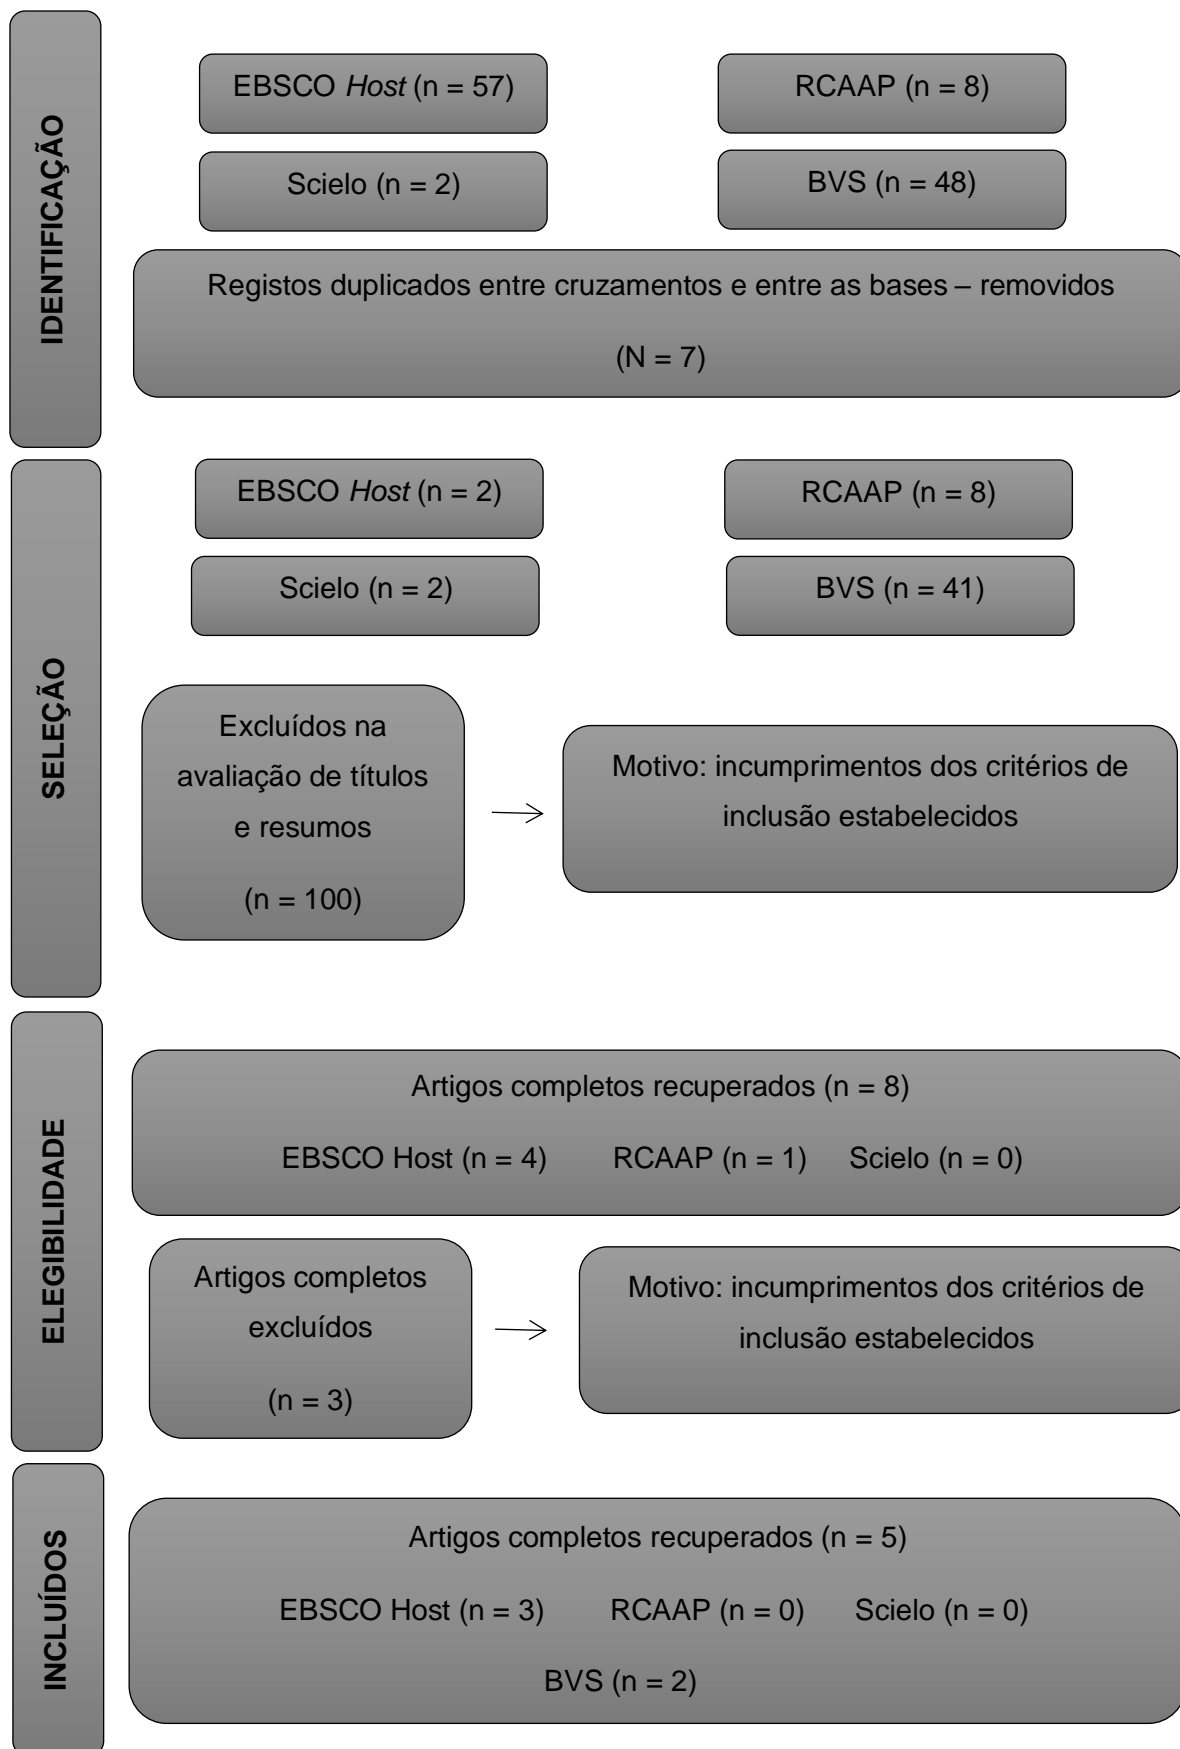 IDENTIFICAÇÃO
EBSCO Host (n = 57)
RCAAP (n = 8)
Scielo (n = 2)
BVS (n = 48)
Registos duplicados entre cruzamentos e entre as bases – removidos
(N = 7)
SELEÇÃO
EBSCO Host (n = 2)
RCAAP (n = 8)
Scielo (n = 2)
BVS (n = 41)
Excluídos na
avaliação de títulos
e resumos
(n = 100)
Motivo: incumprimentos dos critérios de
inclusão estabelecidos
ELEGIBILIDADE
Artigos completos recuperados (n = 8)
EBSCO Host (n = 4) RCAAP (n = 1) Scielo (n = 0)
Artigos completos
excluídos
(n = 3)
Motivo: incumprimentos dos critérios de
inclusão estabelecidos
INCLUÍDOS
Artigos completos recuperados (n = 5)
EBSCO Host (n = 3) RCAAP (n = 0) Scielo (n = 0)
BVS (n = 2)